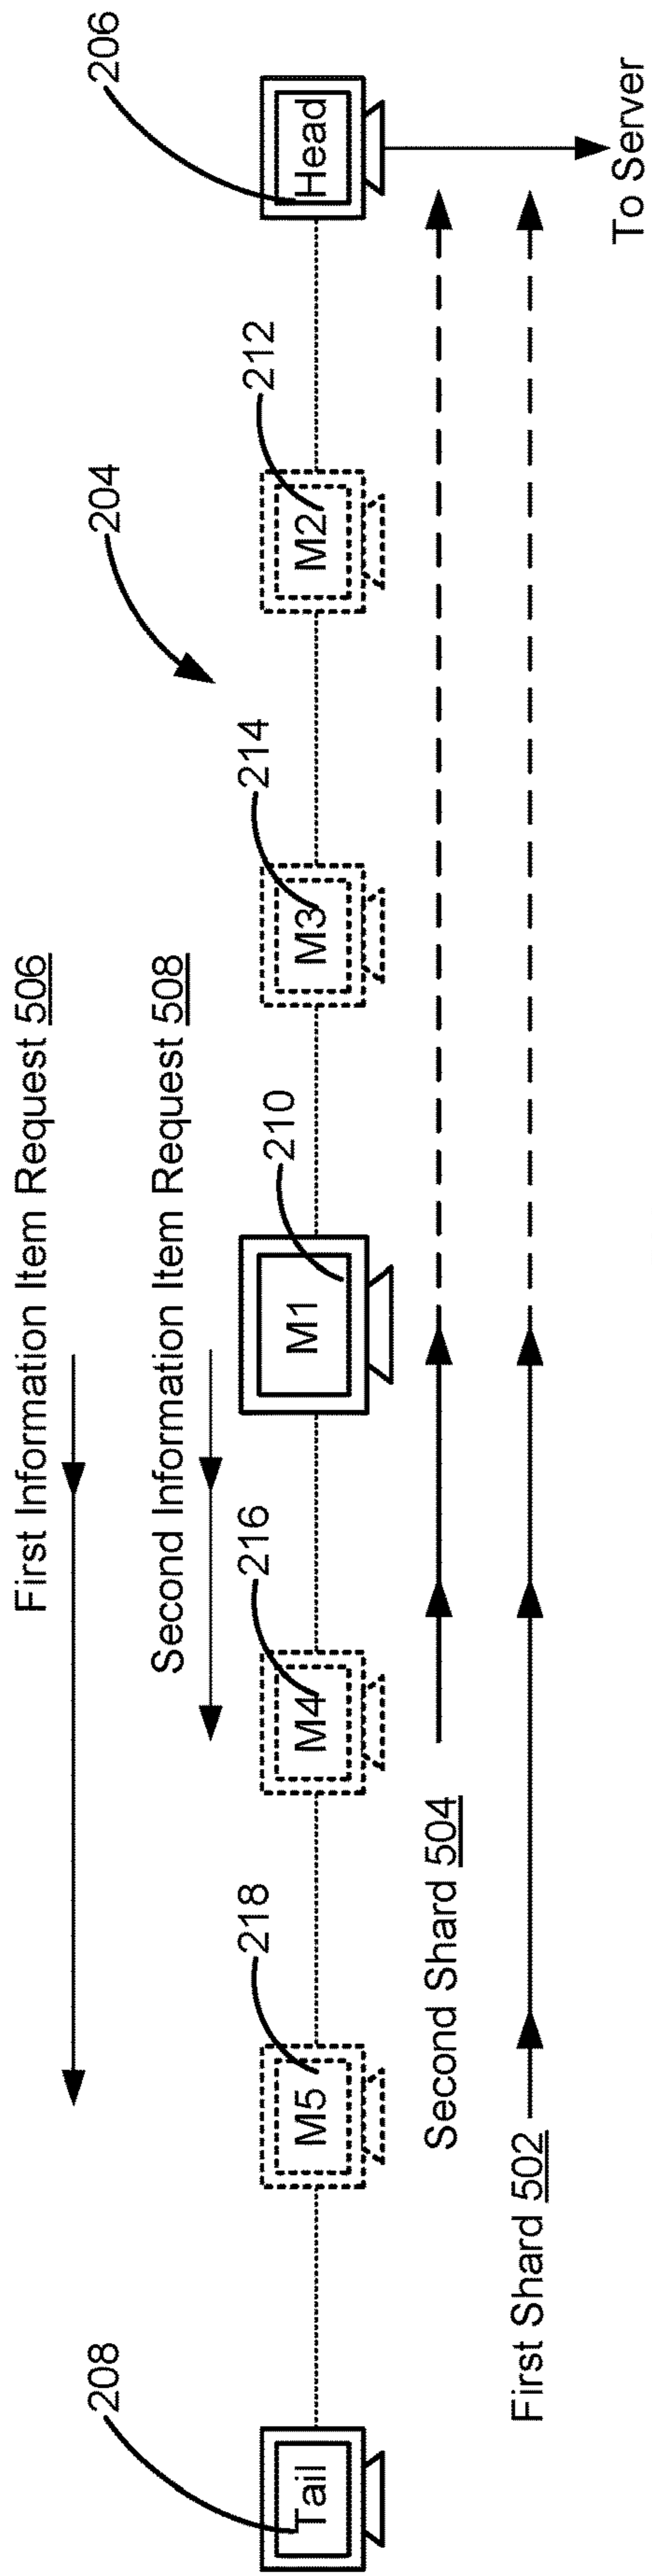 First Information Item Request 506
Second Information Item Request 508
208
218
216
210
214
204
212
206
Tail
M5
M4
M1
M3
M2
Head
Second Shard 504
First Shard 502
To Server